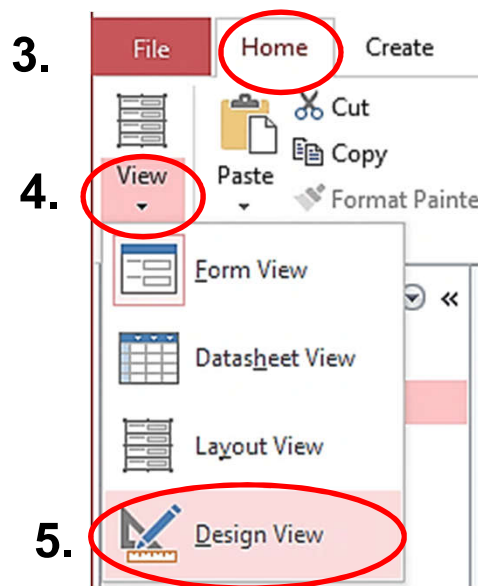 3. File Home Create
Cut
Copy
4. View Paste
Format Painte
Form View
«
Datasheet View
Layout View
5. Design View